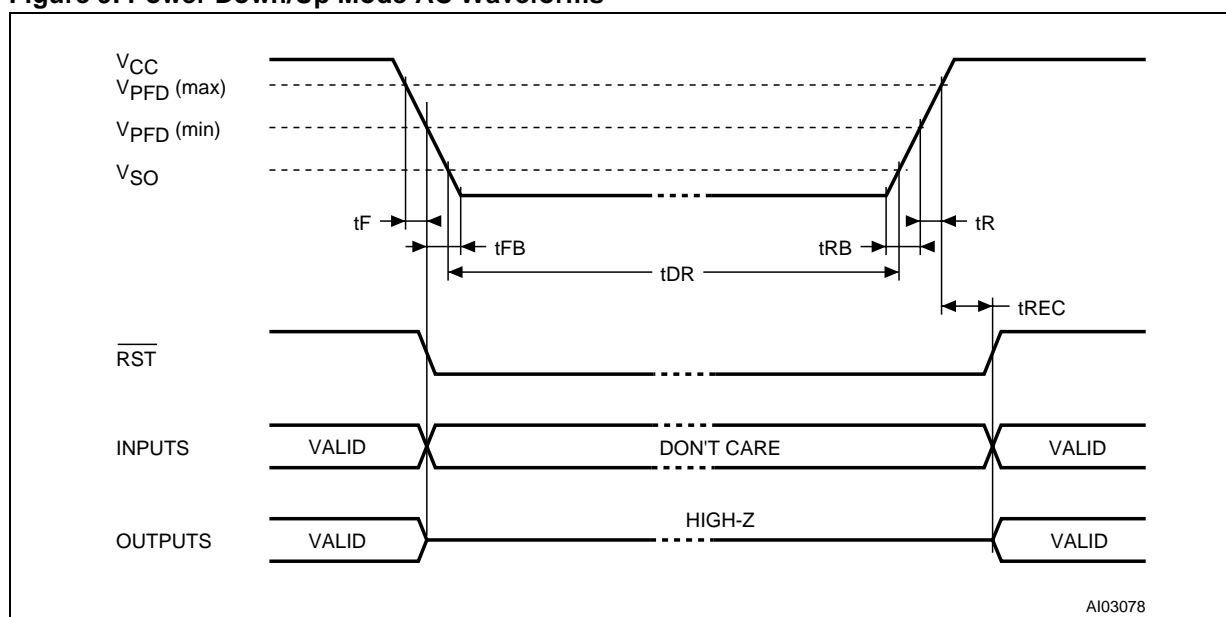 VCC
VPFD (max)
VPFD (min)
VSO
tF
tFB
tRB
tR
tDR
tREC
RST
INPUTS
VALID
DON'T CARE
VALID
OUTPUTS
VALID
HIGH-Z
VALID
AI03078